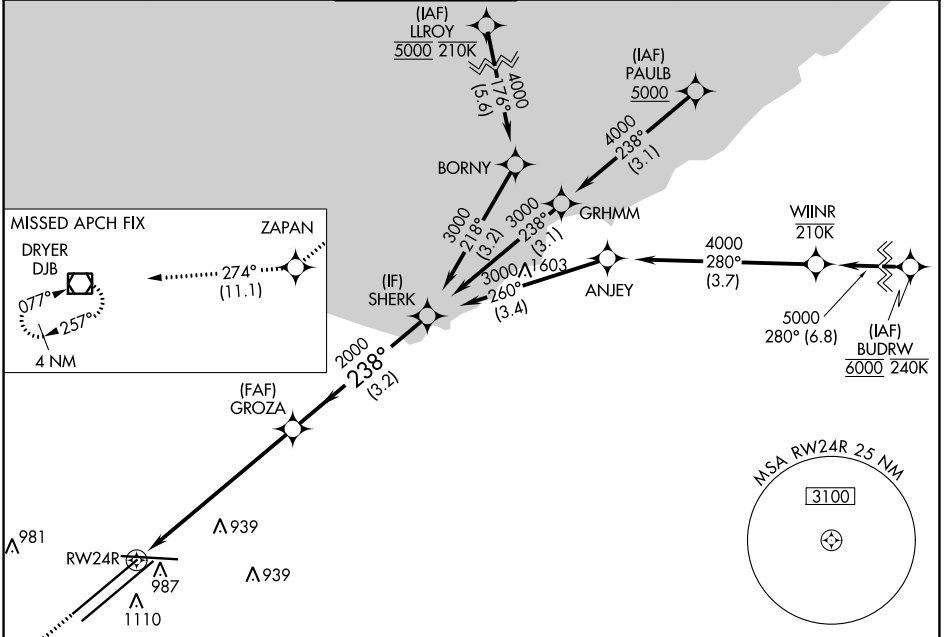 (IAF)
LLROY
5000 210K
4000
176°
(5.6)
(IAF)
PAULB
5000
4000
238°
(3.1)
BORNY
GRHMM
3000
218°
(3.2)
3000
238°
(3.1)
MISSED APCH FIX
DRYER
DJB
077°
257°
4 NM
ZAPAN
274°
(11.1)
WIINR
210K
4000
280°
(3.7)
ANJEY
3000
1603
260°
(3.4)
(IF)
SHERK
5000
280° (6.8)
(IAF)
BUDRW
6000 240K
2000
238°
(3.2)
(FAF)
GROZA
MSA RW24R 25 NM
3100
981
939
RW24R
987
939
1110